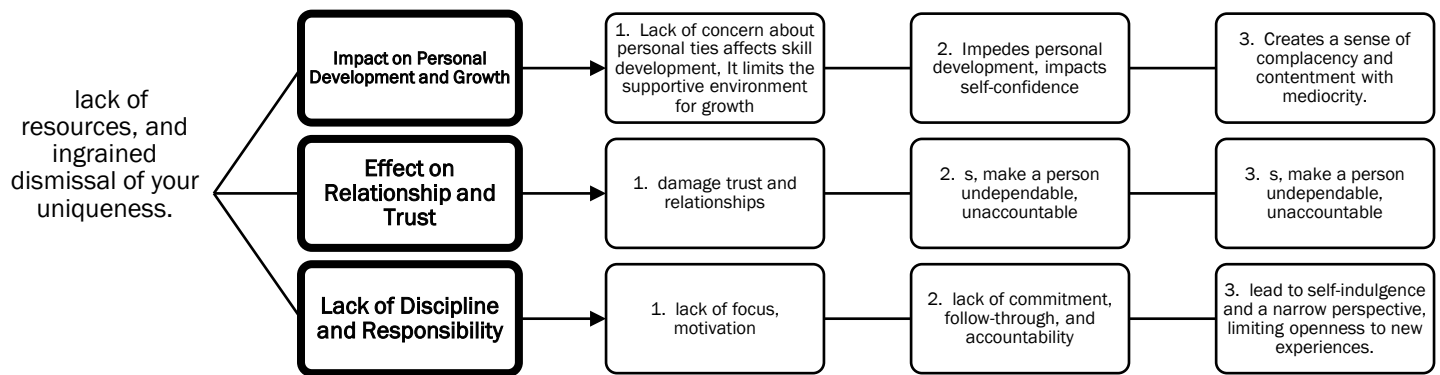 lack of
resources, and
ingrained
dismissal of your
uniqueness.
Impact on Personal
Development and Growth
1. Lack of concern about
personal ties affects skill
development, It limits the
supportive environment
for growth
2. Impedes personal
development, impacts
self-confidence
3. Creates a sense of
complacency and
contentment with
mediocrity.
Effect on
Relationship and
Trust
1. damage trust and
relationships
2. s, make a person
undependable,
unaccountable
3. s, make a person
undependable,
unaccountable
Lack of Discipline
and Responsibility
1. lack of focus,
motivation
2. lack of commitment,
follow-through, and
accountability
3. lead to self-indulgence
and a narrow perspective,
limiting openness to new
experiences.